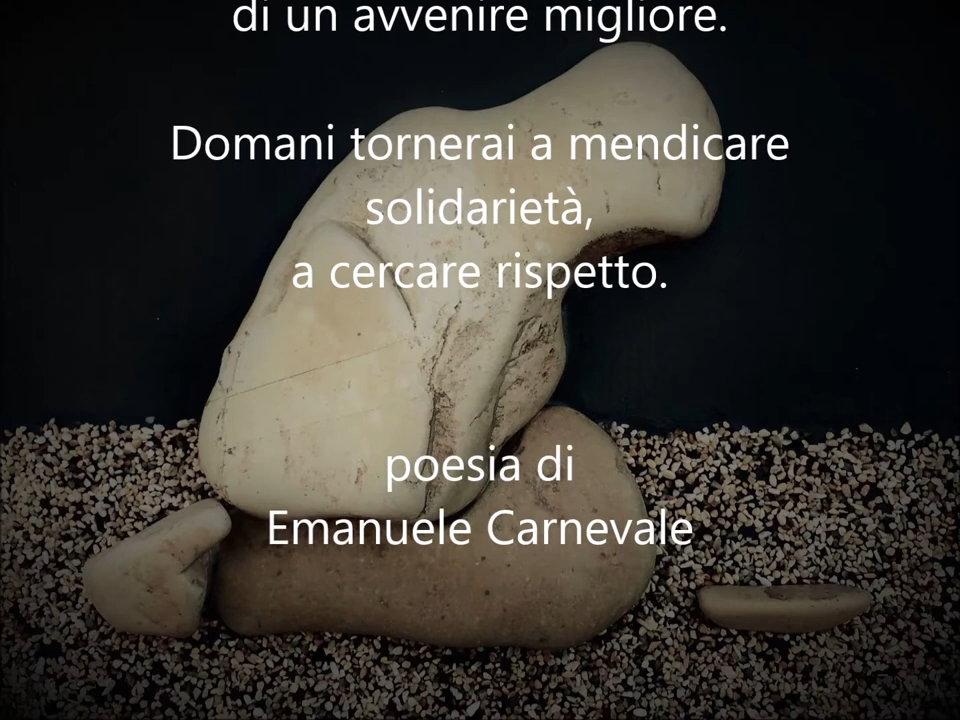 di un avvenire migliore.
Domani tornerai a mendicare
solidarietà,
a cercare rispetto.
poesia di
Emanuele Carnevale